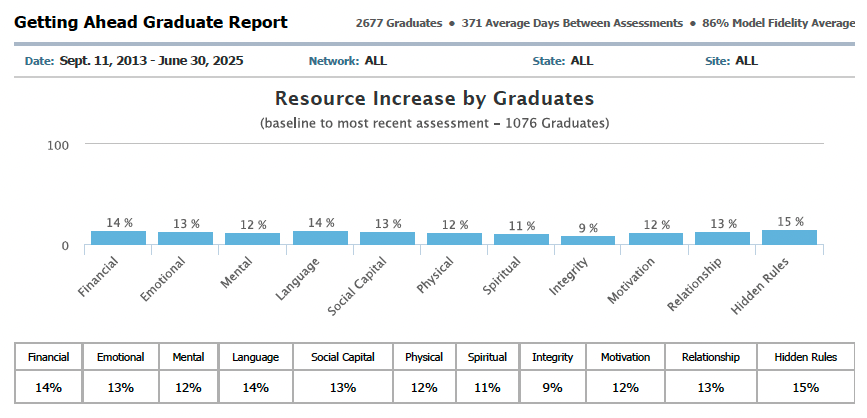 Getting Ahead Graduate Report
2677 Graduates ● 371 Average Days Between Assessments ● 86% Model Fidelity Average
Date: Sept. 11, 2013 - June 30, 2025 Network: ALL State: ALL Site: ALL
Resource Increase by Graduates
(baseline to most recent assessment – 1076 Graduates)
100
14 % 13 % 12 % 14 % 13 % 12 % 11 % 9 % 12 % 13 % 15 %
0
Financial Emotional Mental Language Social Capital Physical Spiritual Integrity Motivation Relationship Hidden Rules
Financial Emotional Mental Language Social Capital Physical Spiritual Integrity Motivation Relationship Hidden Rules
14% 13% 12% 14% 13% 12% 11% 9% 12% 13% 15%